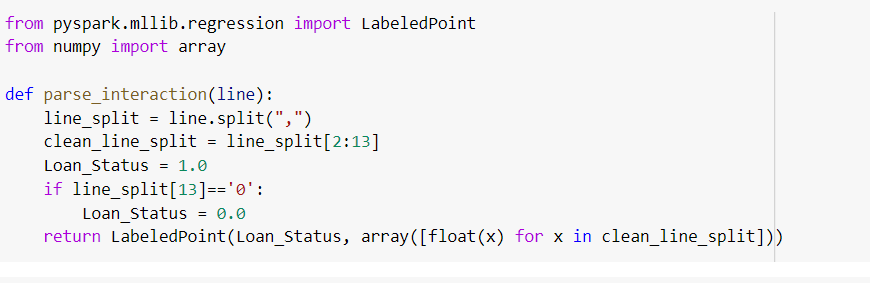 from pyspark.mllib.regression import LabeledPoint
from numpy import array
def parse_interaction(line):
    line_split = line.split(",")
    clean_line_split = line_split[2:13]
    Loan_Status = 1.0
    if line_split[13]=='0':
        Loan_Status = 0.0
    return LabeledPoint(Loan_Status, array([float(x) for x in clean_line_split]))